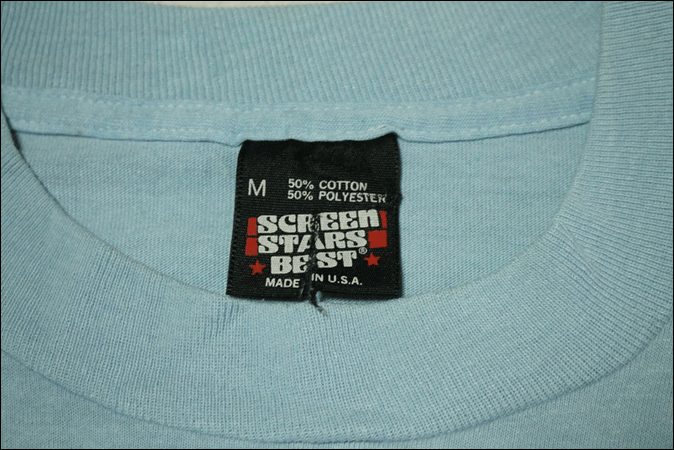 M
50% COTTON
50% POLYESTER
SCREEN
STARS
BEST®
MADE IN U.S.A.